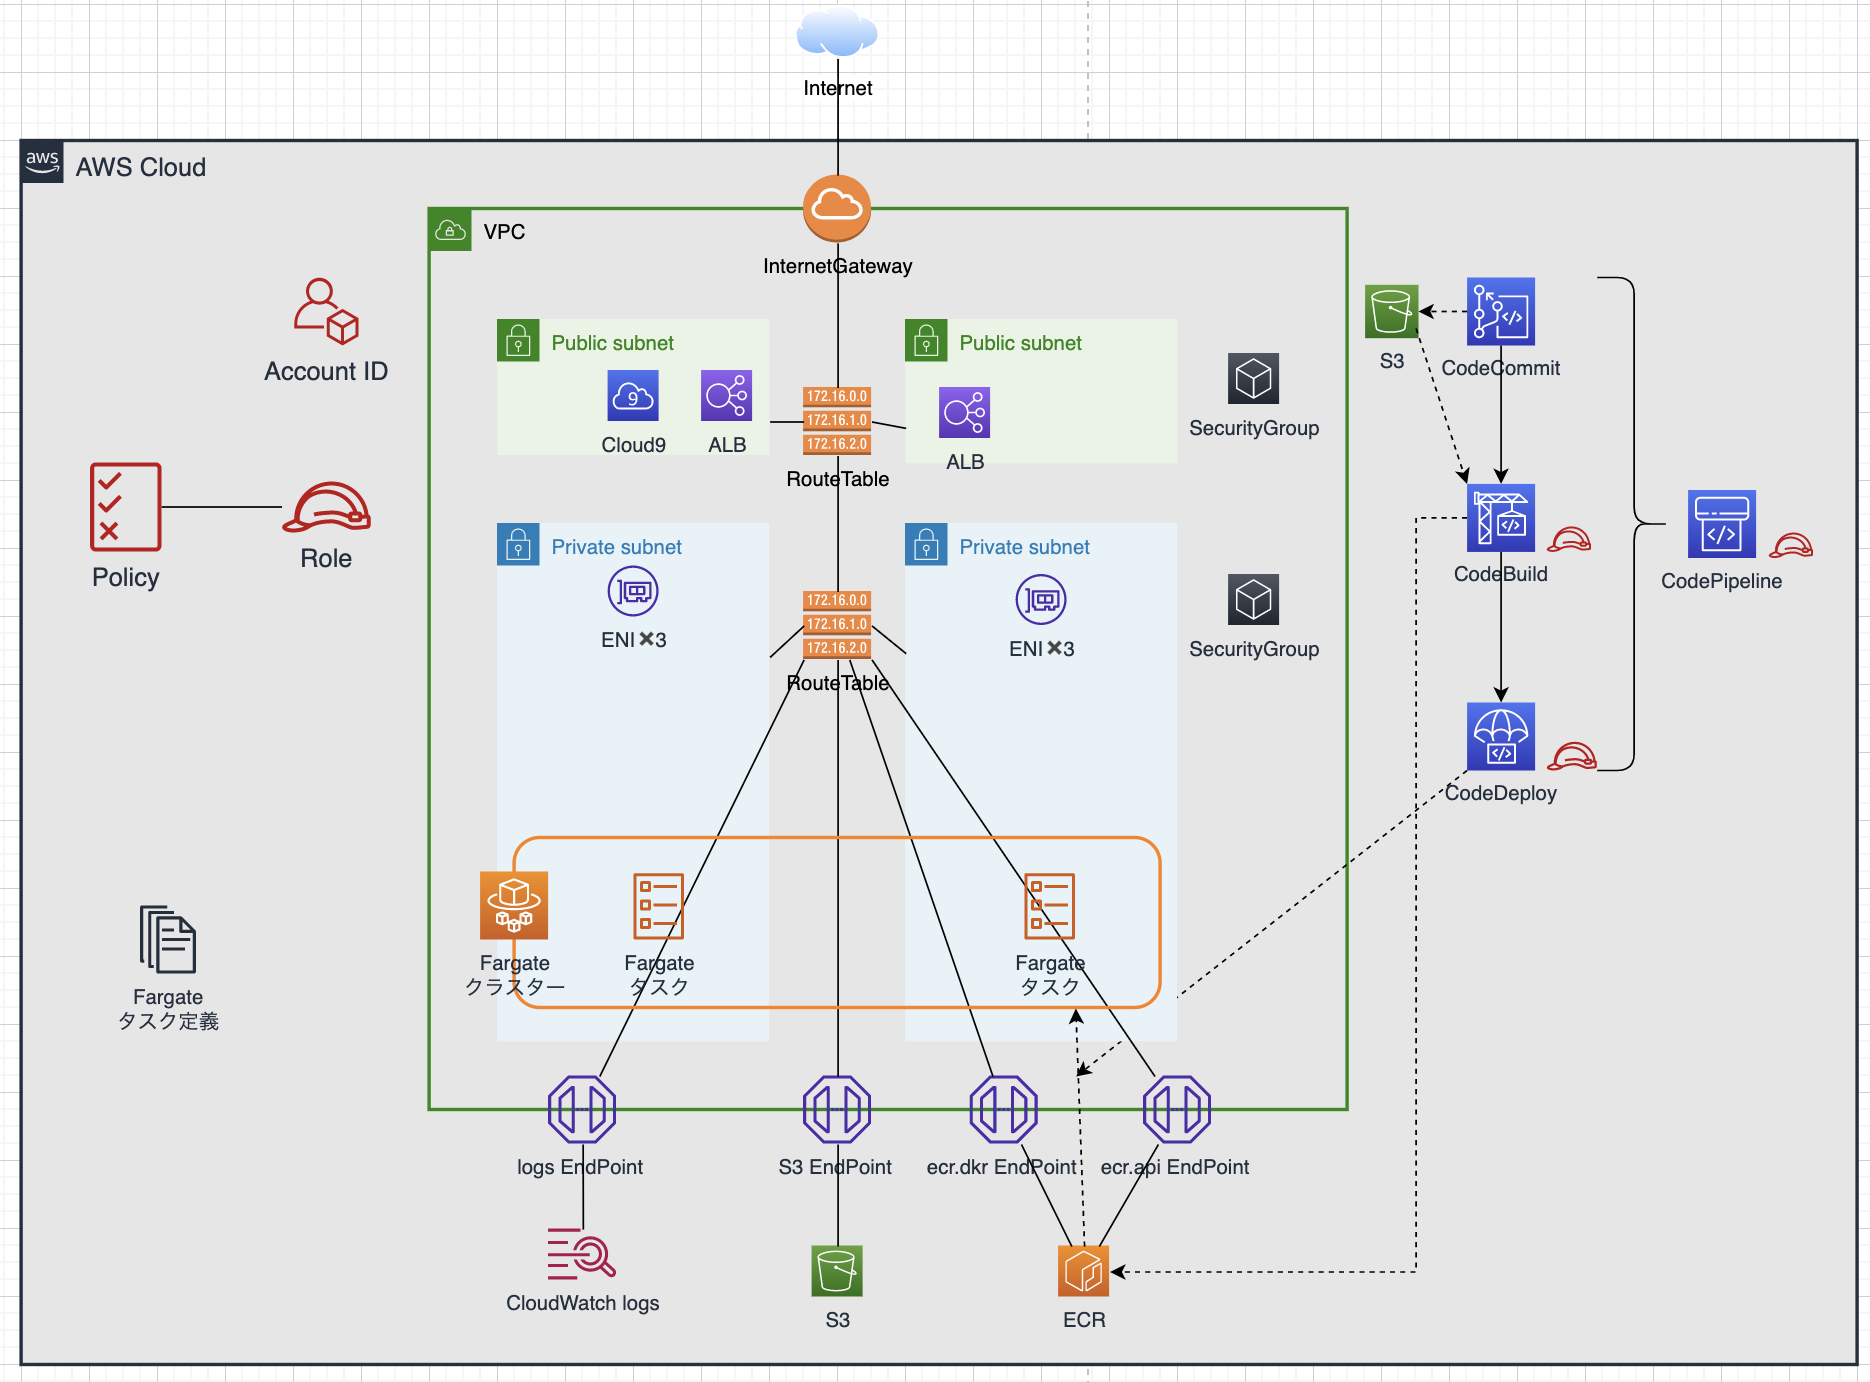 Internet
aws
AWS Cloud
VPC
InternetGateway
Account ID
Public subnet
Public subnet
S3
CodeCommit
9
Cloud9
ALB
172.16.0.0
172.16.1.0
172.16.2.0
RouteTable
ALB
SecurityGroup
Policy
Role
Private subnet
Private subnet
ENI✖3
172.16.0.0
172.16.1.0
172.16.2.0
RouteTable
ENI✖3
SecurityGroup
CodeBuild
CodePipeline
CodeDeploy
Fargate
クラスター
Fargate
タスク
Fargate
タスク
Fargate
タスク定義
logs EndPoint
S3 EndPoint
ecr.dkr EndPoint
ecr.api EndPoint
CloudWatch logs
S3
ECR